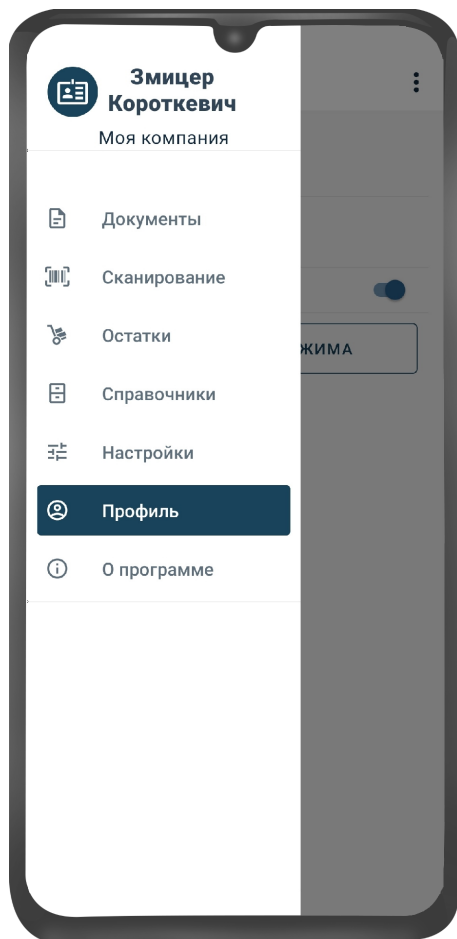 Змицер
Короткевич
Моя компания
Документы
Сканирование
Остатки
ЖИМА
Справочники
Настройки
Профиль
О программе